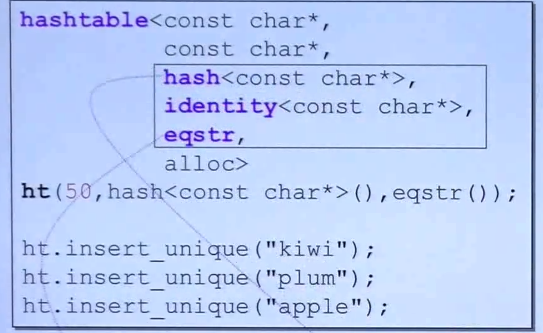 hashtable<const char*,
const char*,
hash<const char*>,
identity<const char*>,
eqstr,
alloc>
ht(50,hash<const char*>(),eqstr());
ht.insert_unique("kiwi");
ht.insert_unique("plum");
ht.insert_unique("apple");